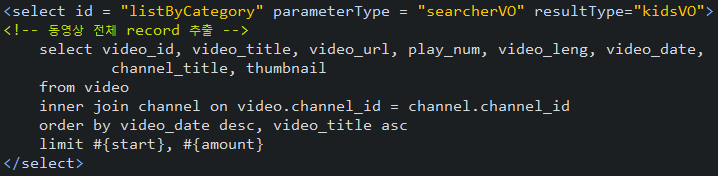 <select id = "listByCategory" parameterType = "searcherVO" resultType="kidsVO">
<!-- 동영상 전체 record 추출 -->
select video_id, video_title, video_url, play_num, video_leng, video_date,
channel_title, thumbnail
from video
inner join channel on video.channel_id = channel.channel_id
order by video_date desc, video_title asc
limit #{start}, #{amount}
</select>